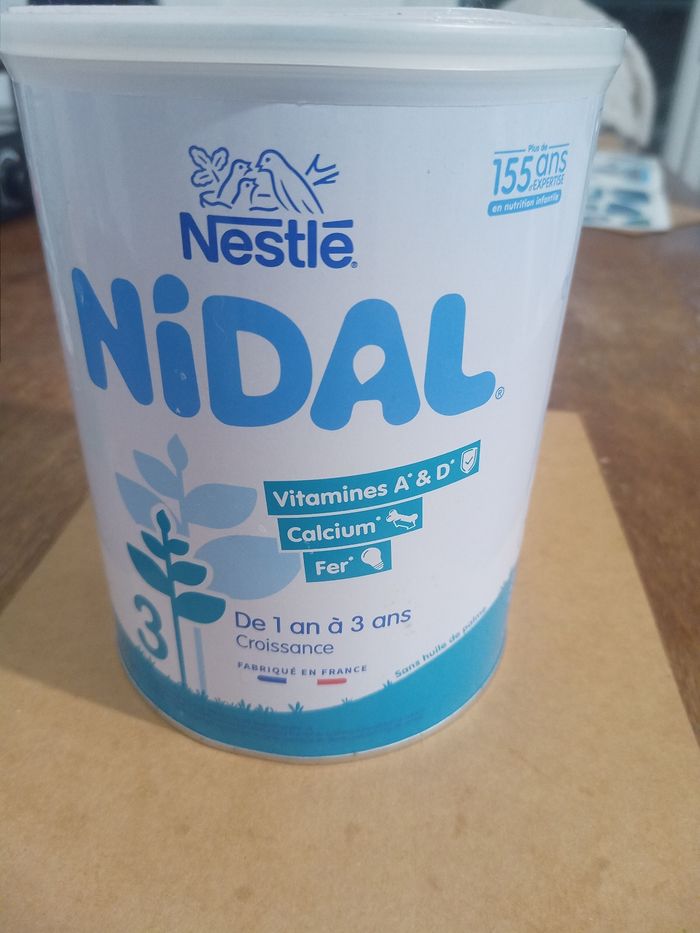 Plus de
155 ans
d'EXPERTISE
en nutrition infantile
Nestlé®
NiDAL®
Vitamines A* & D*
Calcium*
Fer*
3
De 1 an à 3 ans
Croissance
FABRIQUÉ EN FRANCE
Sans huile de palme